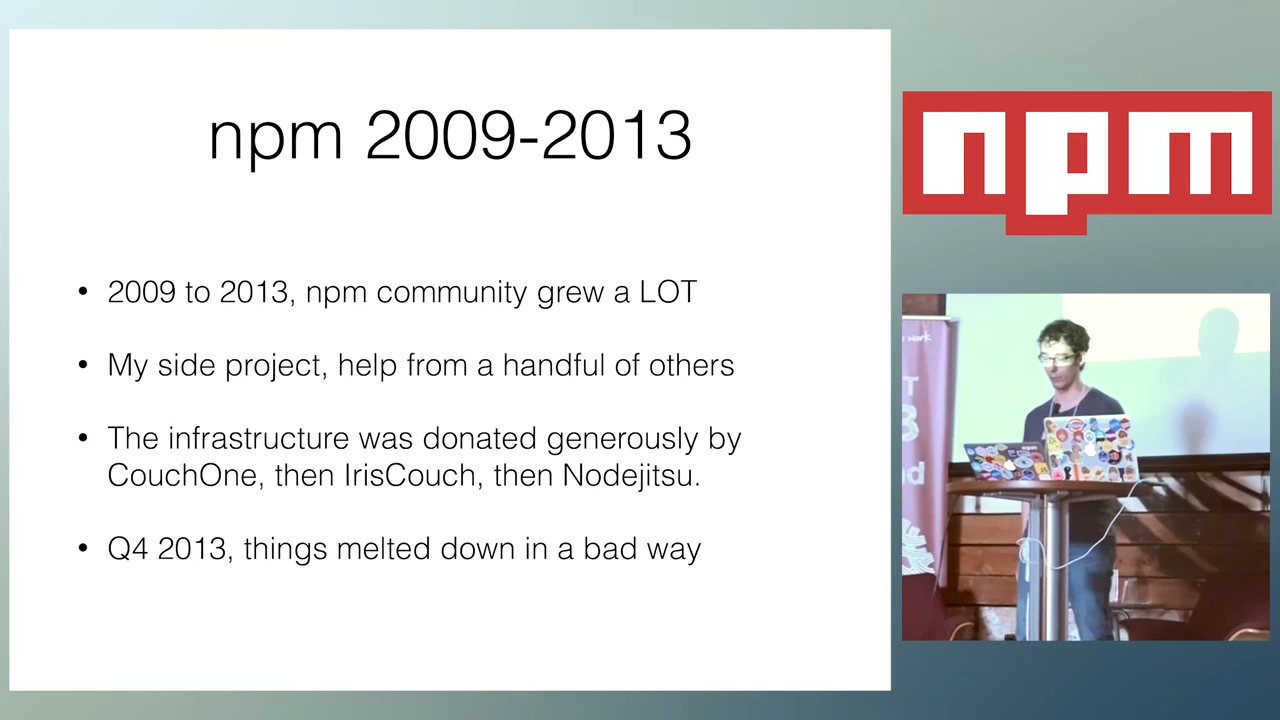 npm 2009-2013
• 2009 to 2013, npm community grew a LOT
• My side project, help from a handful of others
• The infrastructure was donated generously by
CouchOne, then IrisCouch, then Nodejitsu.
• Q4 2013, things melted down in a bad way
npm
work
nd